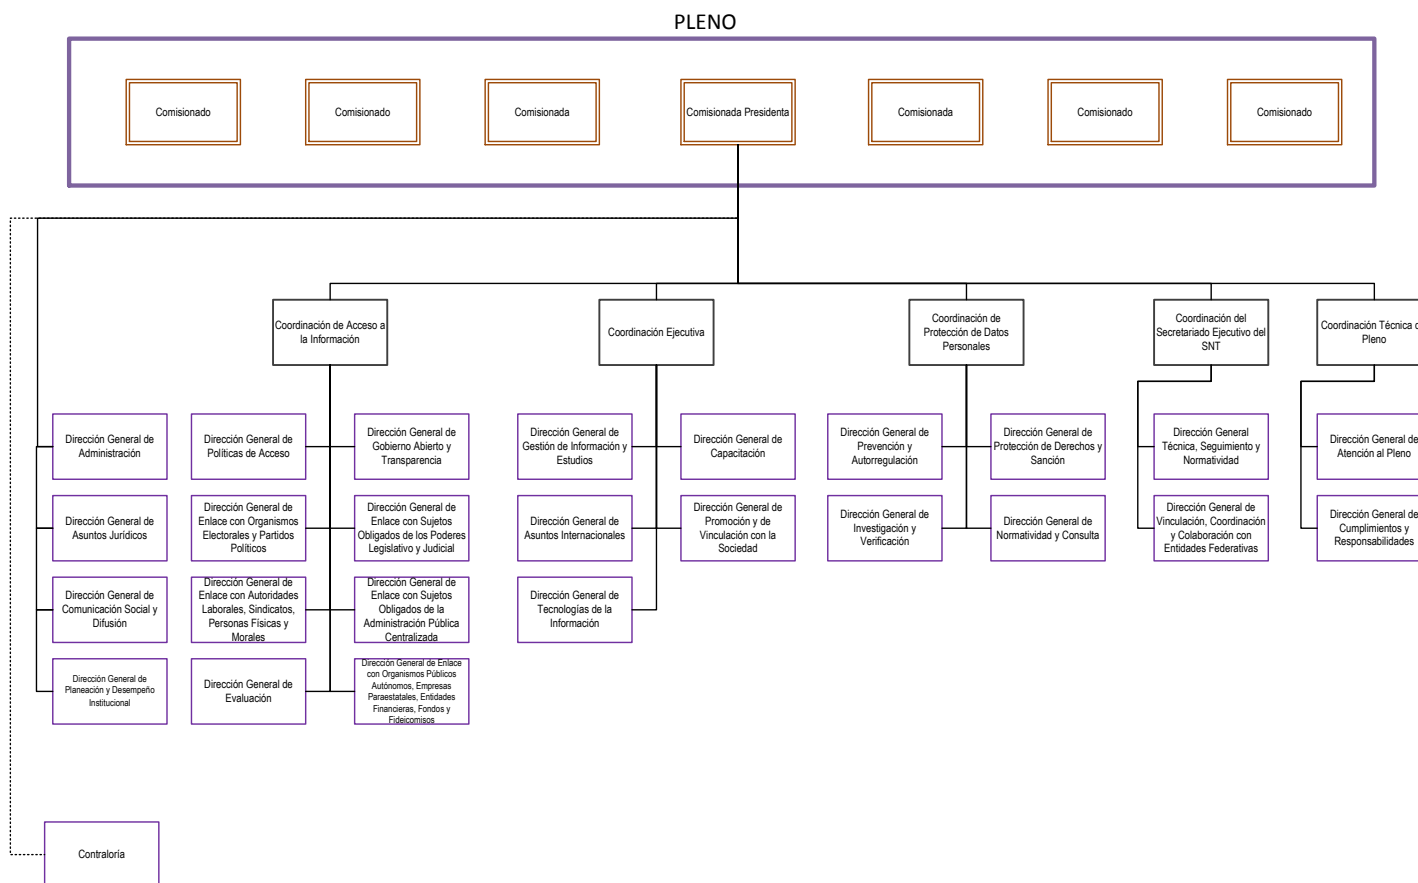 PLENO
Comisionado
Comisionado
Comisionada
Comisionada Presidenta
Comisionada
Comisionado
Comisionado
Coordinación de Acceso a
la Información
Coordinación Ejecutiva
Coordinación de
Protección de Datos
Personales
Coordinación del
Secretariado Ejecutivo del
SNT
Coordinación Técnica
Pleno
Dirección General de
Administración
Dirección General de
Políticas de Acceso
Dirección General de
Gobierno Abierto y
Transparencia
Dirección General de
Gestión de Información y
Estudios
Dirección General de
Capacitación
Dirección General de
Prevención y
Autorregulación
Dirección General de
Protección de Derechos y
Sanción
Dirección General
Técnica, Seguimiento y
Normatividad
Dirección General de
Atención al Pleno
Dirección General de
Asuntos Jurídicos
Dirección General de
Enlace con Organismos
Electorales y Partidos
Políticos
Dirección General de
Enlace con Sujetos
Obligados de los Poderes
Legislativo y Judicial
Dirección General de
Asuntos Internacionales
Dirección General de
Promoción y de
Vinculación con la
Sociedad
Dirección General de
Investigación y
Verificación
Dirección General de
Normatividad y Consulta
Dirección General de
Vinculación, Coordinación
y Colaboración con
Entidades Federativas
Dirección General de
Cumplimientos y
Responsabilidades
Dirección General de
Comunicación Social y
Difusión
Dirección General de
Enlace con Autoridades
Laborales, Sindicatos,
Personas Físicas y
Morales
Dirección General de
Enlace con Sujetos
Obligados de la
Administración Pública
Centralizada
Dirección General de
Tecnologías de la
Información
Dirección General de
Planeación y Desempeño
Institucional
Dirección General de
Evaluación
Dirección General de Enlace
con Organismos Públicos
Autónomos, Empresas
Paraestatales, Entidades
Financieras, Fondos y
Fideicomisos
Contraloría